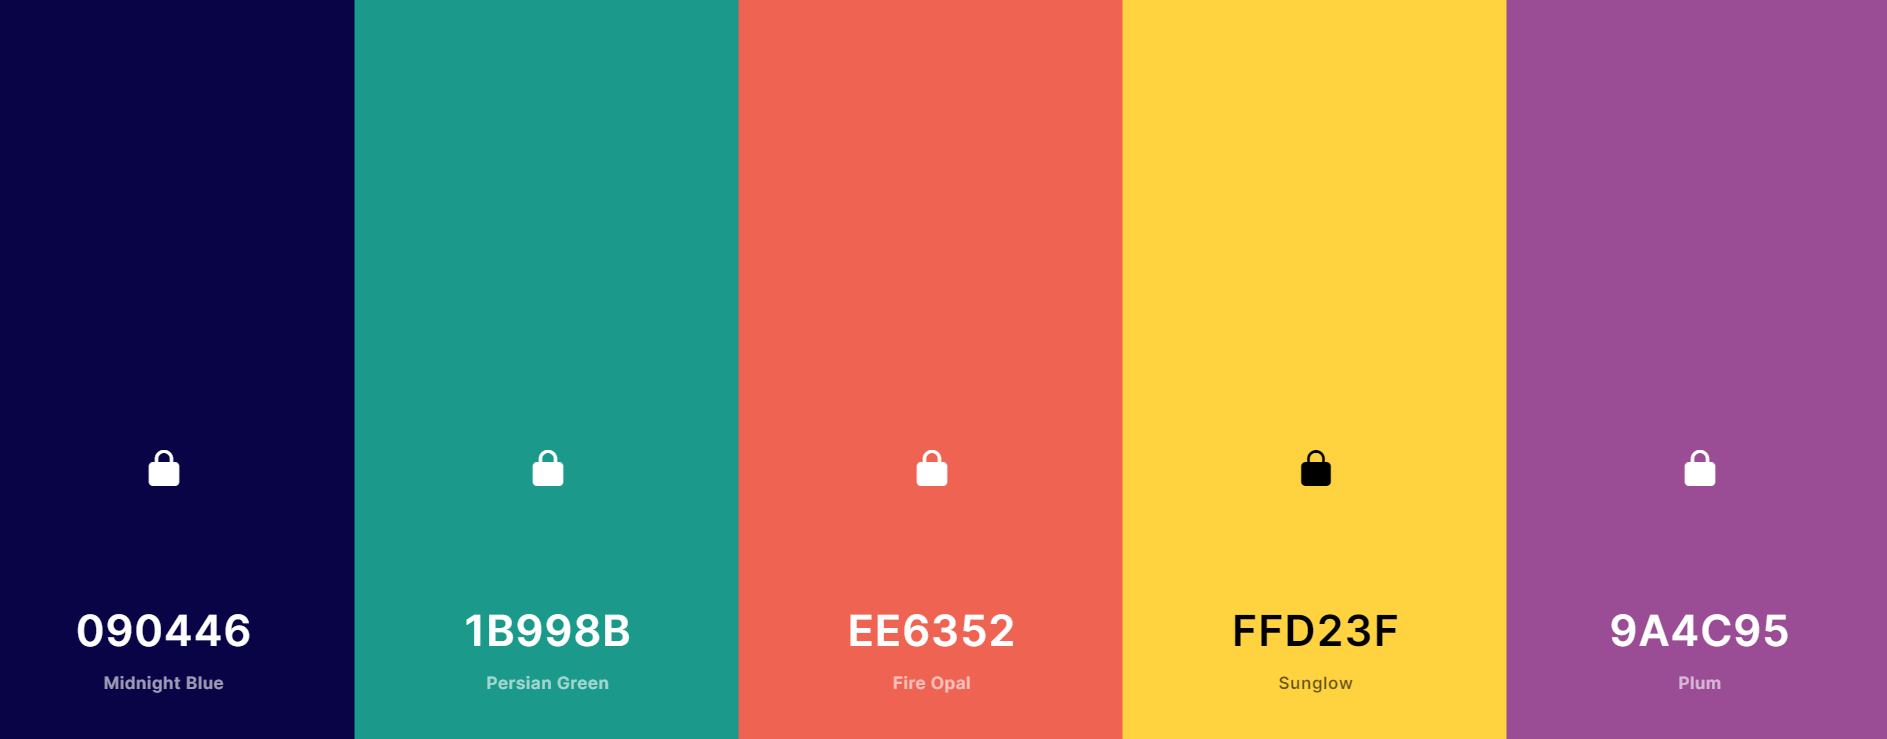 090446
Midnight Blue
1B998B
Persian Green
EE6352
Fire Opal
FFD23F
Sunglow
9A4C95
Plum